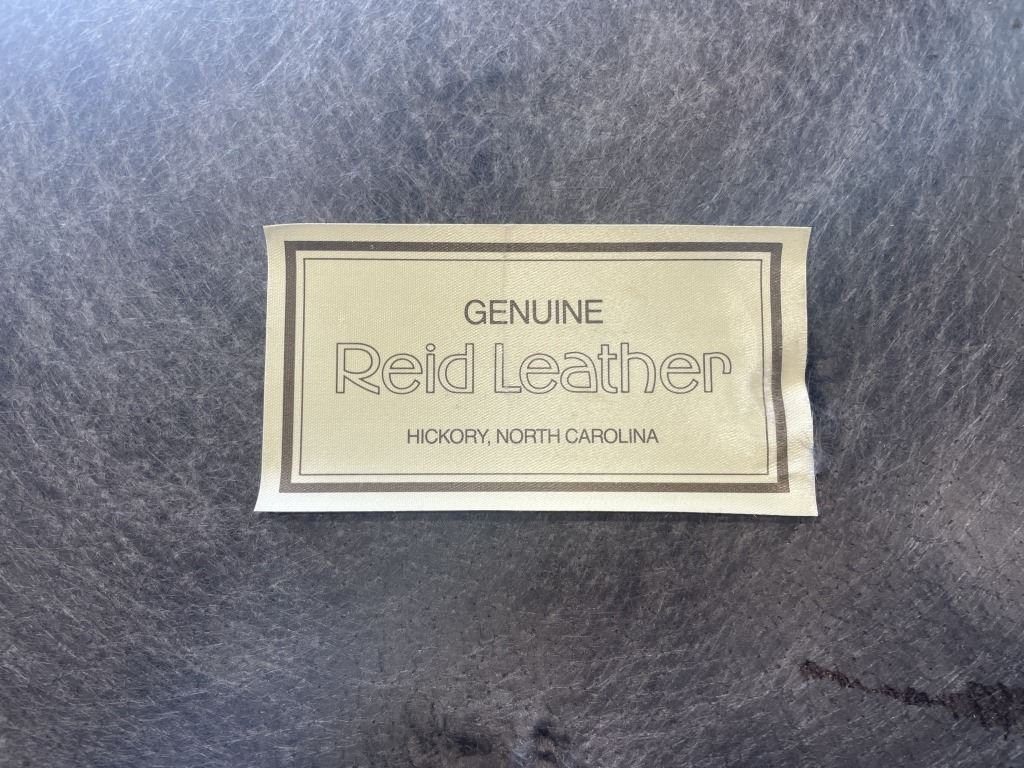 GENUINE
Reid Leather
HICKORY, NORTH CAROLINA